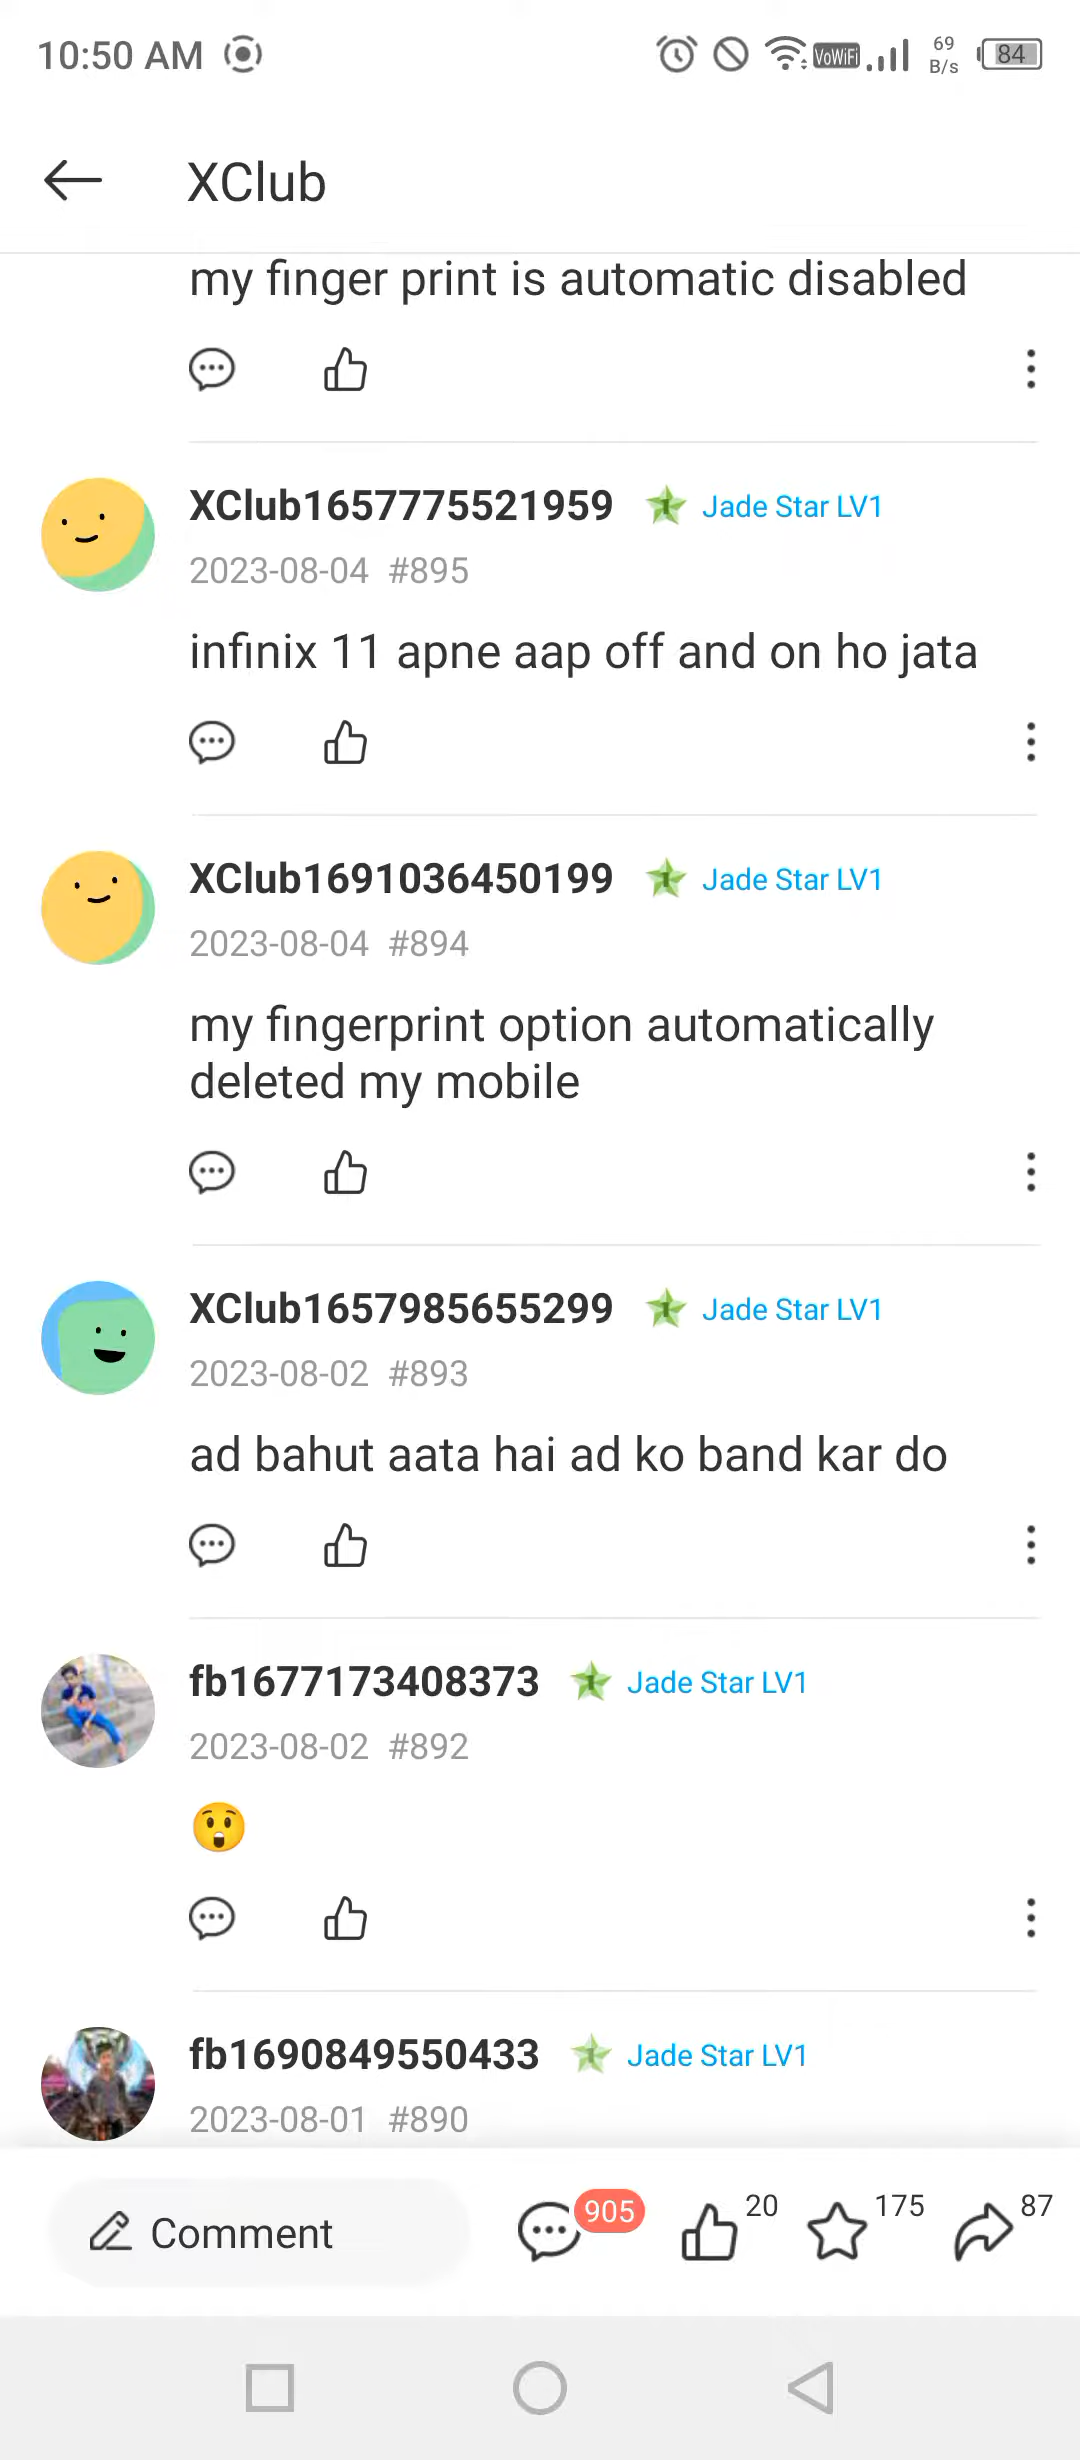 10:50 AM
VoWiFi
69
B/s
84
XClub
my finger print is automatic disabled
XClub1657775521959 Jade Star LV1
2023-08-04 #895
infinix 11 apne aap off and on ho jata
XClub1691036450199 Jade Star LV1
2023-08-04 #894
my fingerprint option automatically
deleted my mobile
XClub1657985655299 Jade Star LV1
2023-08-02 #893
ad bahut aata hai ad ko band kar do
fb1677173408373 Jade Star LV1
2023-08-02 #892
😲
fb1690849550433 Jade Star LV1
2023-08-01 #890
Comment 905 20 175 87